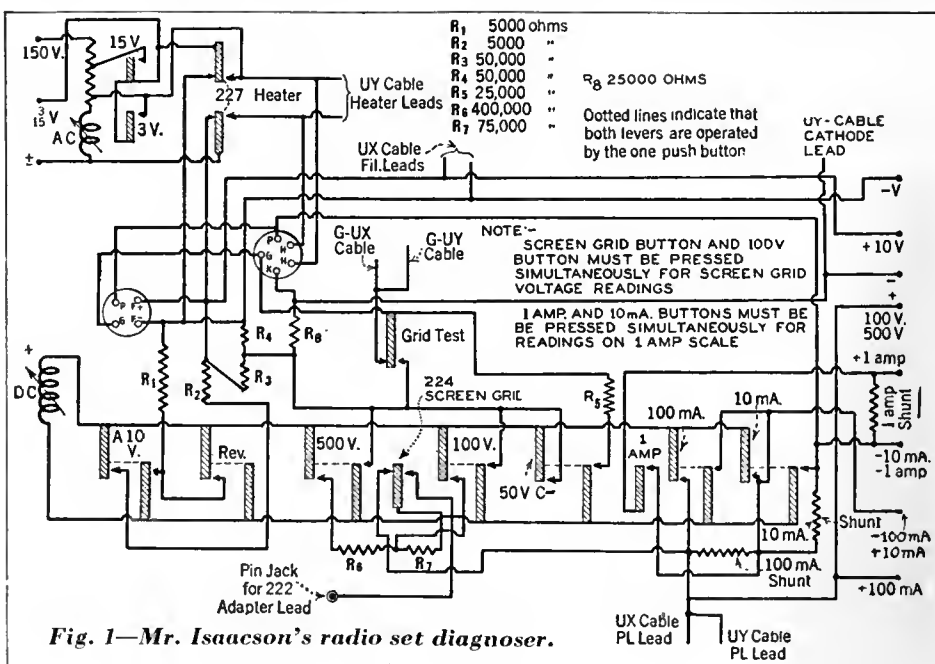 R1 5000 ohms
R2 5000 "
R3 50,000 "
R4 50,000 "
R5 25,000 "
R6 400,000 "
R7 75,000 "
R8 25000 OHMS
Dotted lines indicate that
both levers are operated
by the one push button
150 V.
15 V
3/15 V
AC
3 V.
±
227 Heater
UY Cable
Heater Leads
UX Cable
Fil. Leads
UY-CABLE
CATHODE
LEAD
-V
+10 V
-
+
100 V.
500 V
+1 amp
1 amp
Shunt
-10 mA.
-1 amp
-100 mA
+10 mA
+100 mA
NOTE:-
SCREEN GRID BUTTON AND 100V
BUTTON MUST BE PRESSED
SIMULTANEOUSLY FOR SCREEN GRID
VOLTAGE READINGS
1 AMP. AND 10 mA. BUTTONS MUST BE
BE PRESSED SIMULTANEOUSLY FOR
READINGS ON 1 AMP SCALE
G-UX
Cable
G-UY
Cable
P
G
H
H
K
P
F+
G
F-
R4
R8
R3
R1
R2
R5
Grid Test
224
SCREEN GRID
+
DC
A 10
V.
Rev.
500 V.
100 V.
50 V C-
1
AMP
100 mA.
10 mA.
10 mA.
Shunt
100 mA.
Shunt
R6
R7
Pin Jack
for 222
Adapter Lead
UX Cable
PL Lead
UY Cable
PL Lead
Fig. 1—Mr. Isaacson's radio set diagnoser.